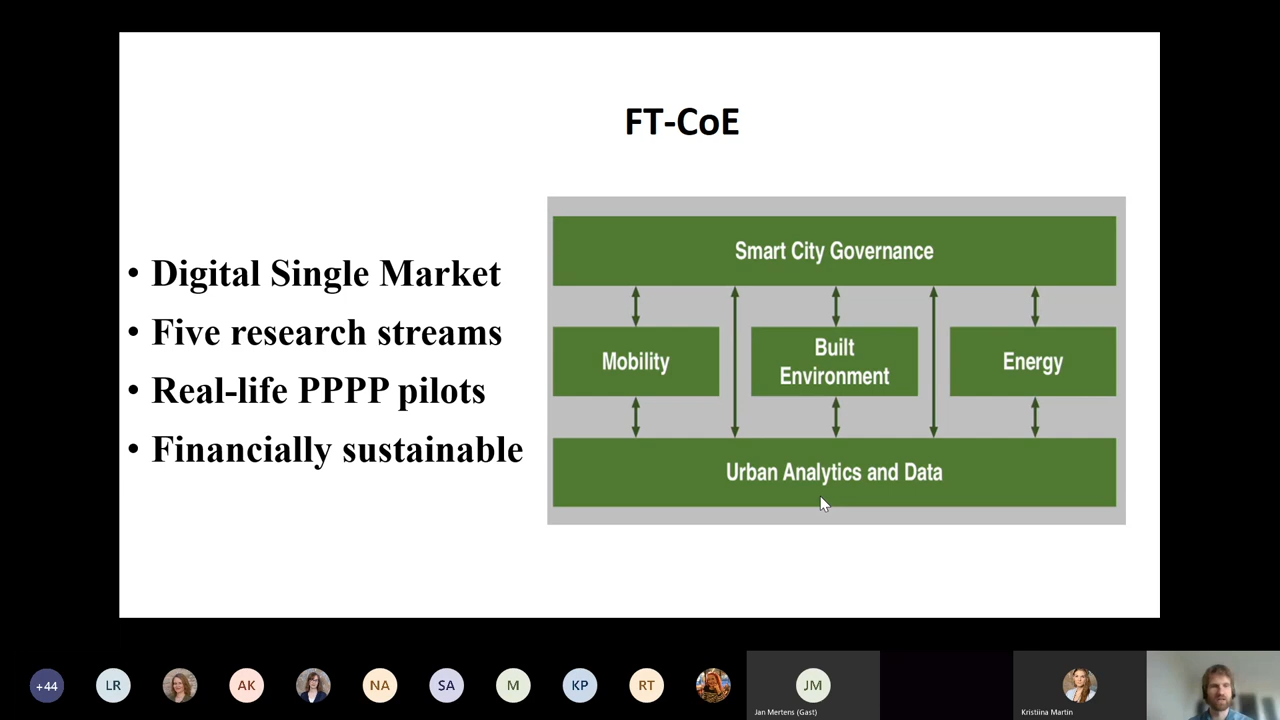 FT-CoE
• Digital Single Market
• Five research streams
• Real-life PPPP pilots
• Financially sustainable
Smart City Governance
Mobility
Built
Environment
Energy
Urban Analytics and Data
+44
LR
AK
NA
SA
M
KP
RT
JM
Jan Mertens (Gast)
Kristiina Martin